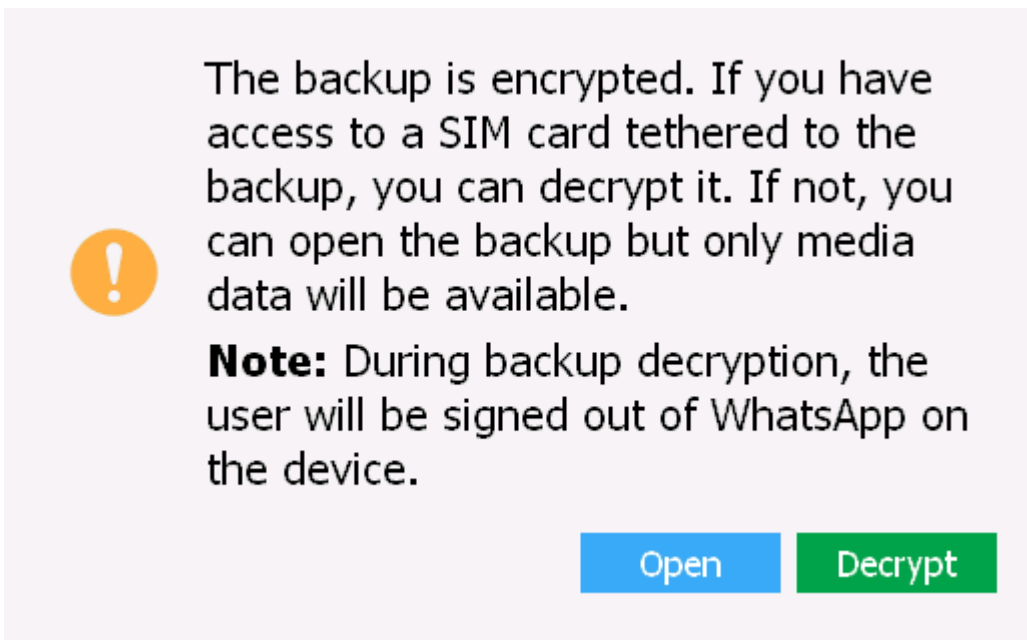 The backup is encrypted. If you have
access to a SIM card tethered to the
backup, you can decrypt it. If not, you
can open the backup but only media
data will be available.
Note: During backup decryption, the
user will be signed out of WhatsApp on
the device.
Open
Decrypt